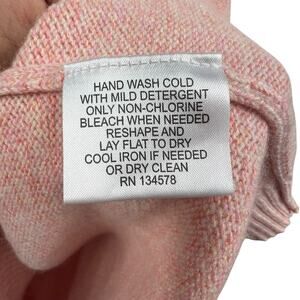 HAND WASH COLD
WITH MILD DETERGENT
ONLY NON-CHLORINE
BLEACH WHEN NEEDED
RESHAPE AND
LAY FLAT TO DRY
COOL IRON IF NEEDED
OR DRY CLEAN
RN 134578